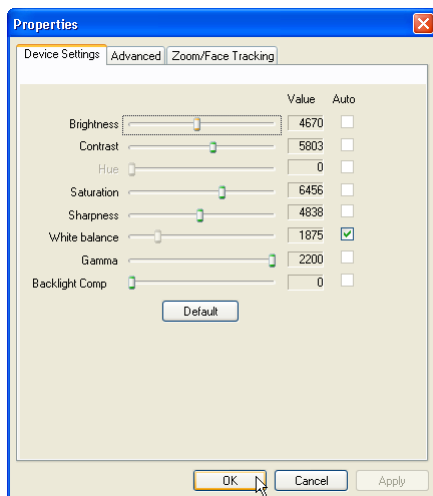 Properties
Device Settings Advanced Zoom/Face Tracking
Value Auto
Brightness 4670
Contrast 5803
Hue 0
Saturation 6456
Sharpness 4838
White balance 1875
Gamma 2200
Backlight Comp 0
Default
OK Cancel Apply